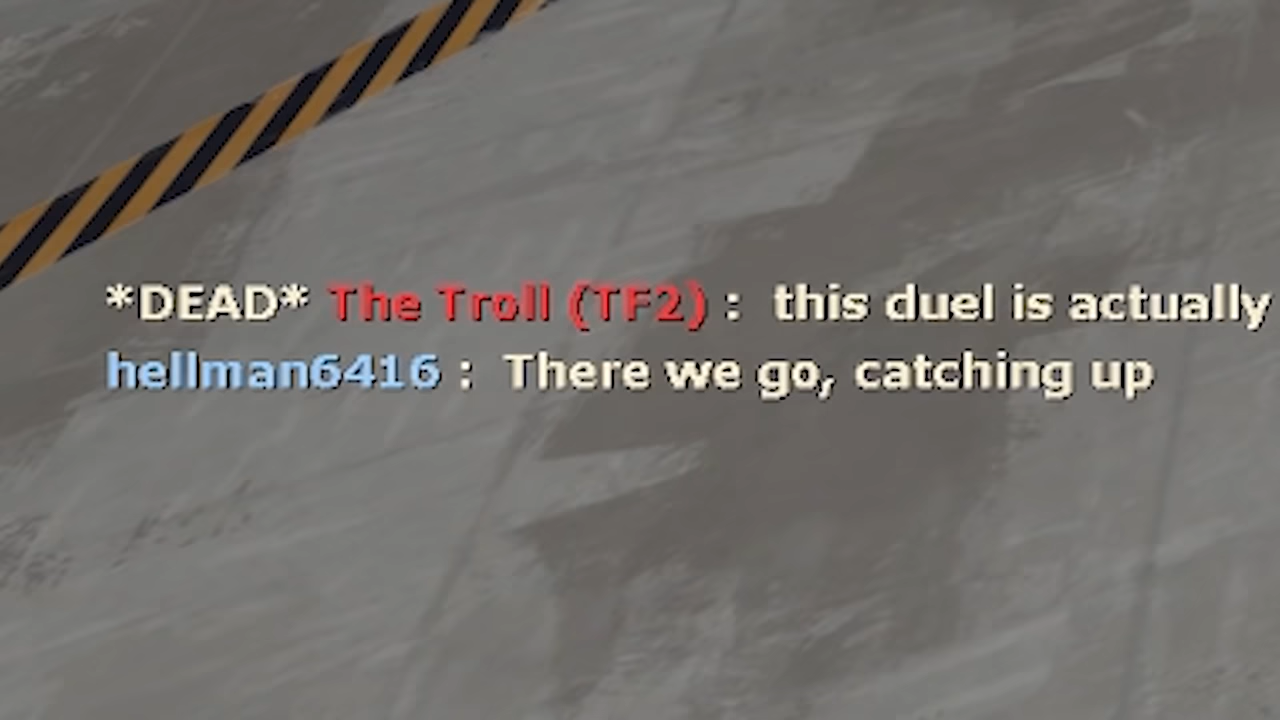 *DEAD* The Troll (TF2) : this duel is actually
hellman6416 : There we go, catching up